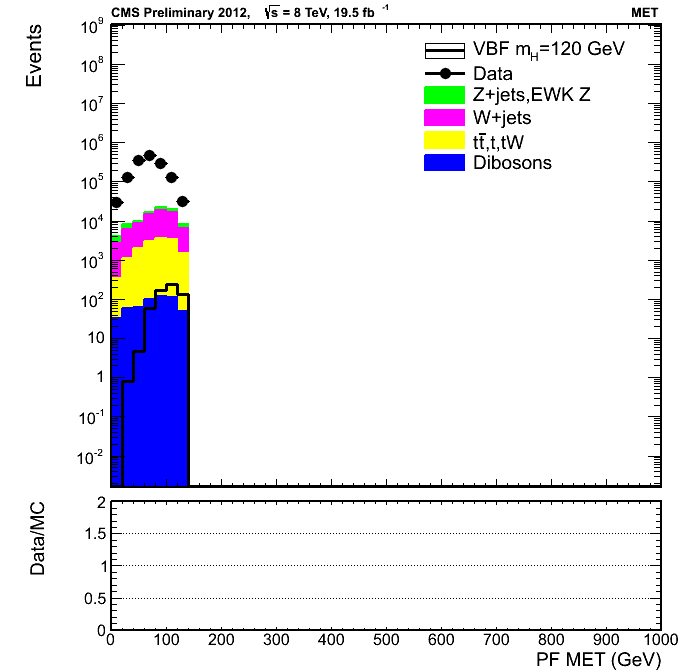 CMS Preliminary 2012, √s = 8 TeV, 19.5 fb⁻¹ MET
Events
10⁹
10⁸
10⁷
10⁶
10⁵
10⁴
10³
10²
10
1
10⁻¹
10⁻²
VBF m_H=120 GeV
Data
Z+jets,EWK Z
W+jets
tt̅,t,tW
Dibosons
Data/MC
2
1.5
1
0.5
0
0 100 200 300 400 500 600 700 800 900 1000
PF MET (GeV)